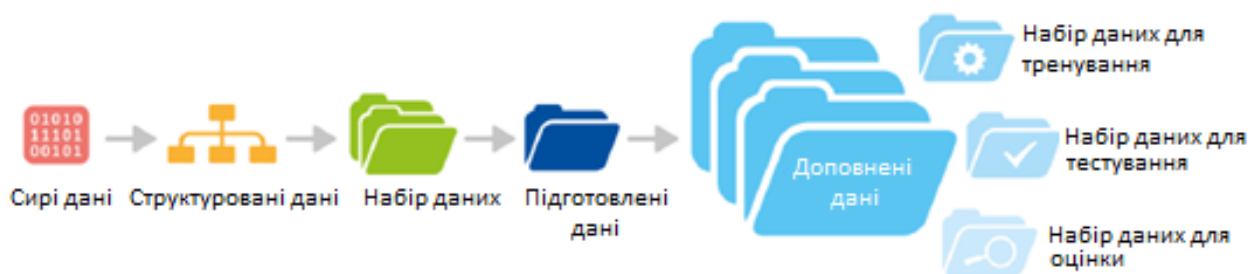 01010
11101
00101
Сирі дані
Структуровані дані
Набір даних
Підготовлені
дані
Доповнені
дані
Набір даних для
тренування
Набір даних для
тестування
Набір даних для
оцінки